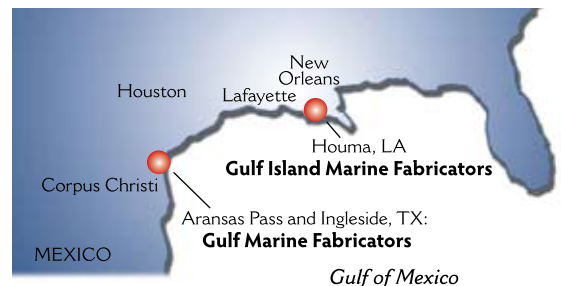 New
Orleans
Houston
Lafayette
Houma, LA
Gulf Island Marine Fabricators
Corpus Christi
Aransas Pass and Ingleside, TX:
Gulf Marine Fabricators
MEXICO
Gulf of Mexico